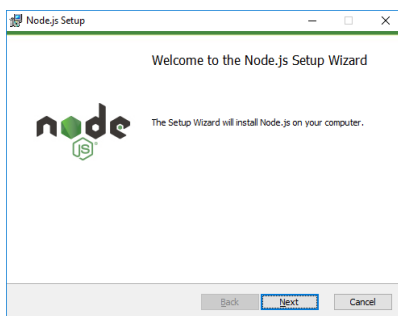 Node.js Setup
Welcome to the Node.js Setup Wizard
node
JS
The Setup Wizard will install Node.js on your computer.
Back Next Cancel